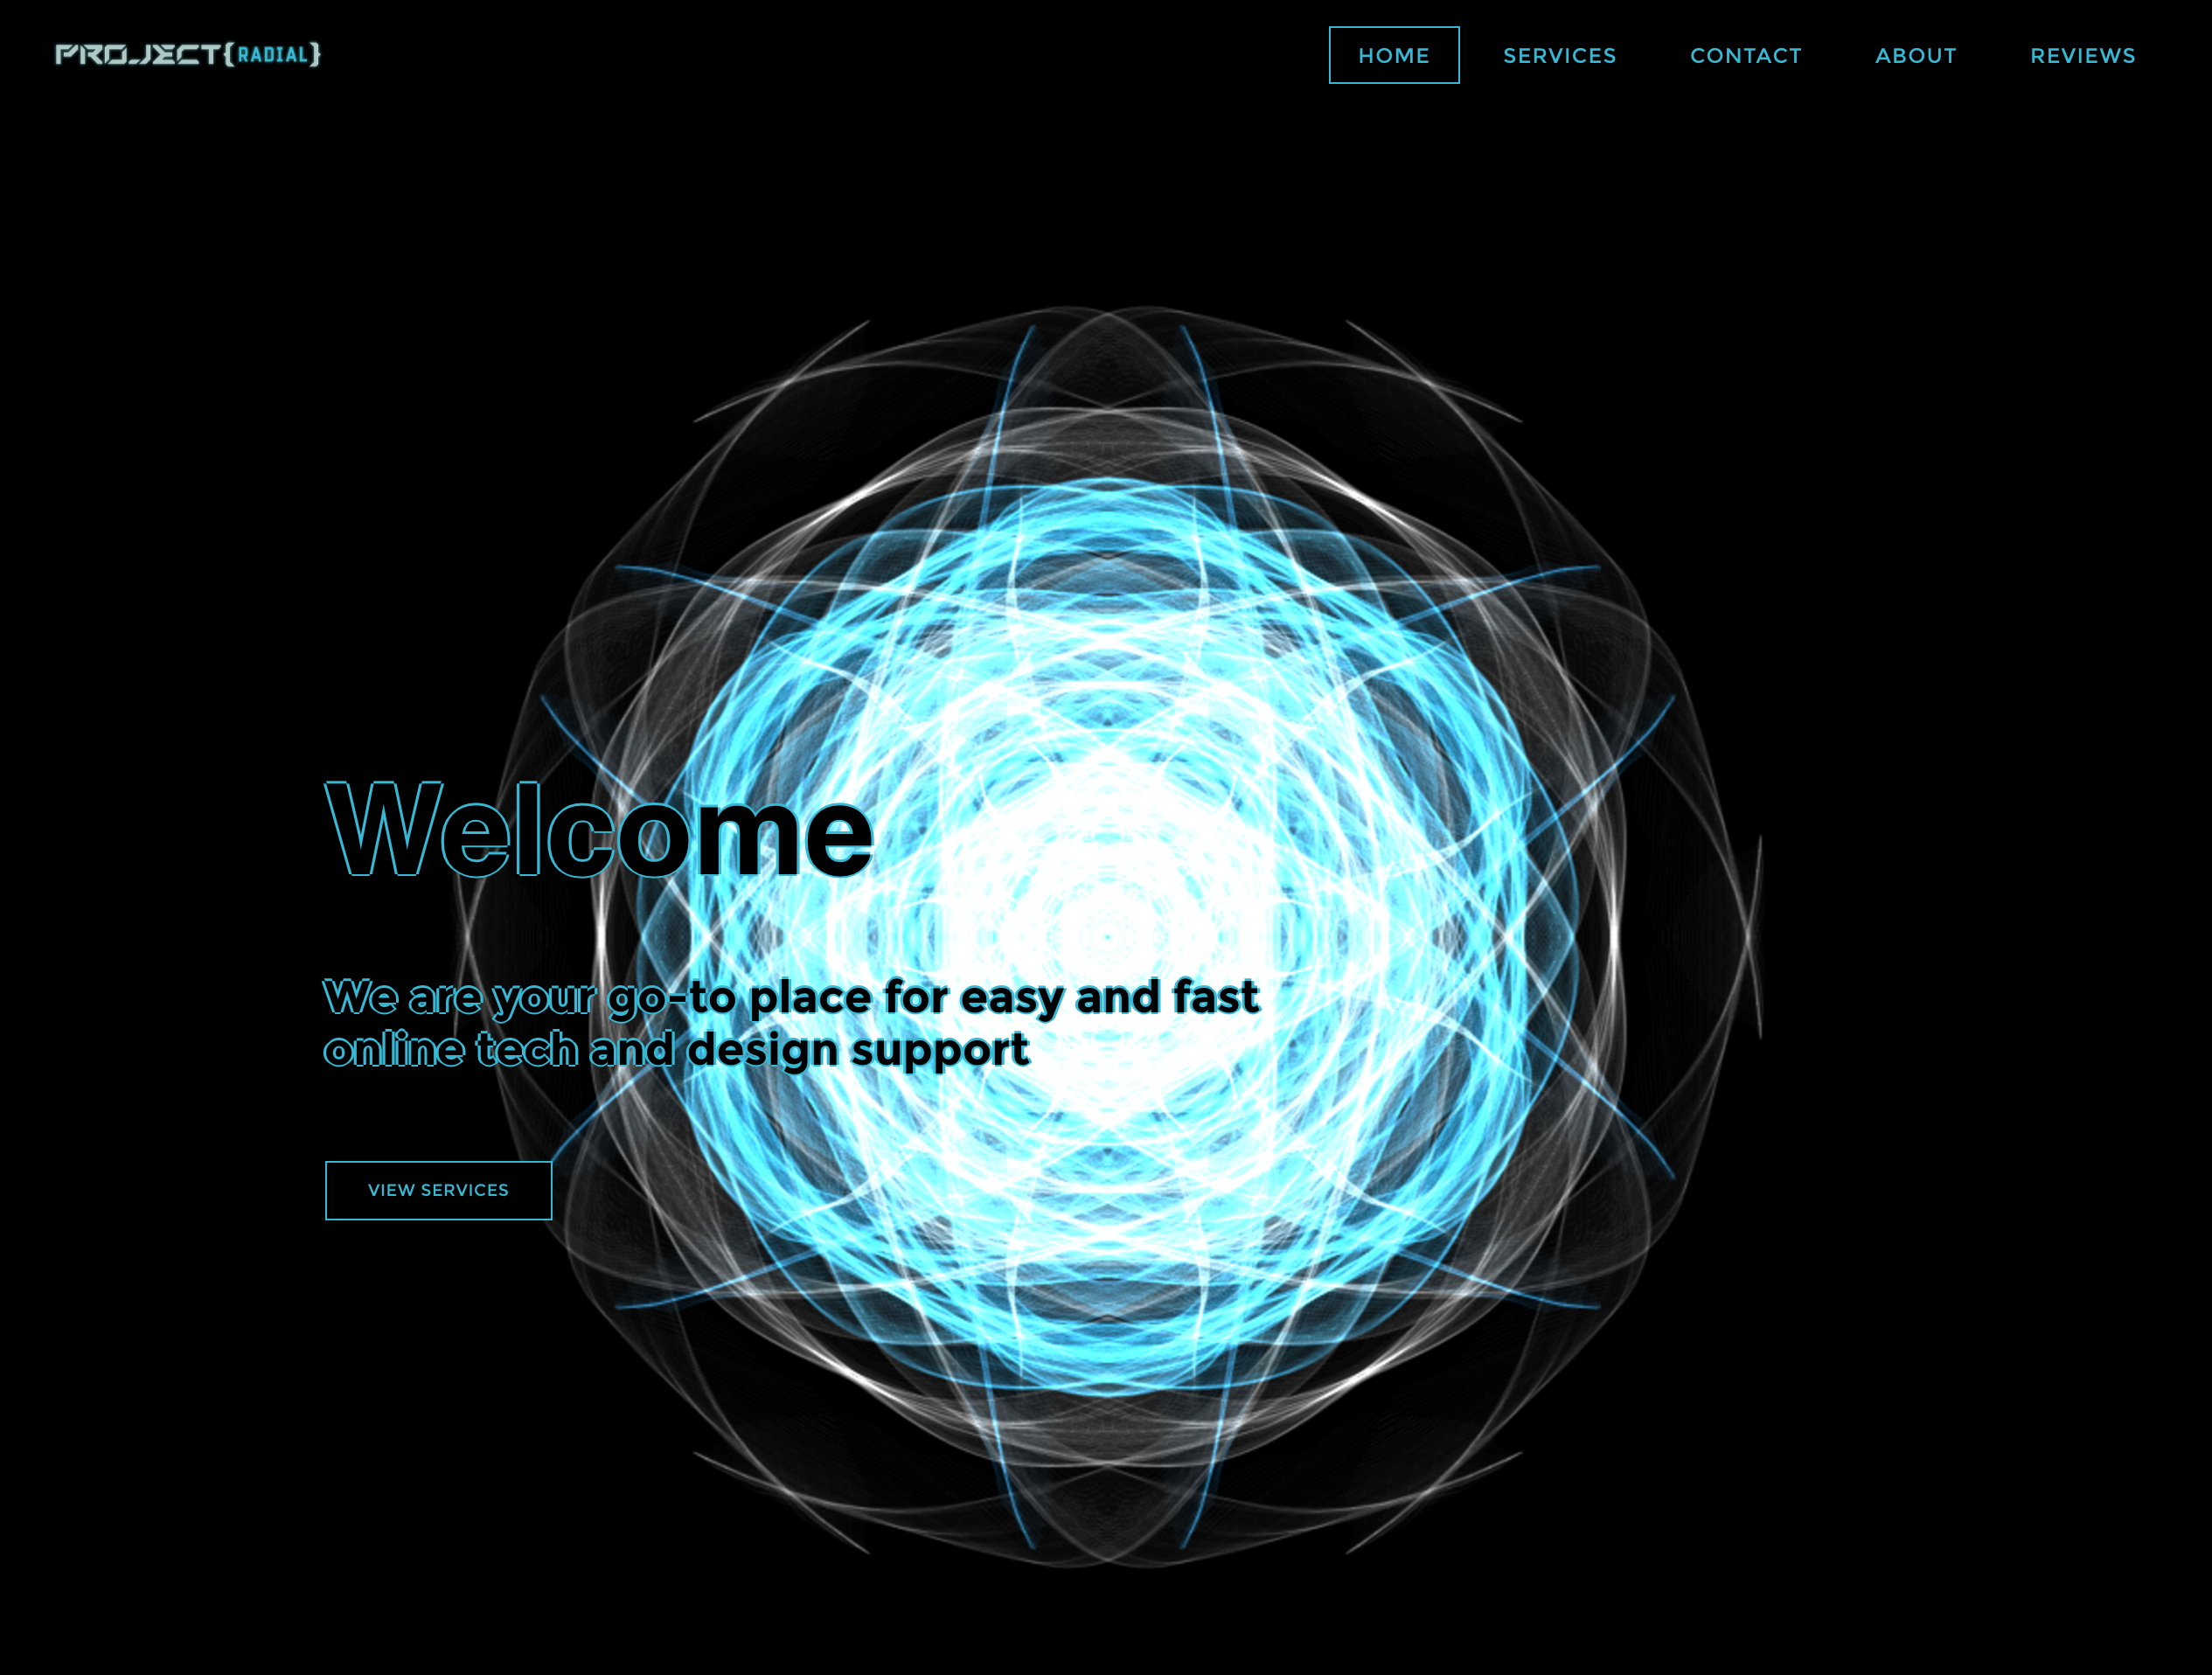 PROJECT{RADIAL}
HOME SERVICES CONTACT ABOUT REVIEWS
Welcome
We are your go-to place for easy and fast
online tech and design support
VIEW SERVICES